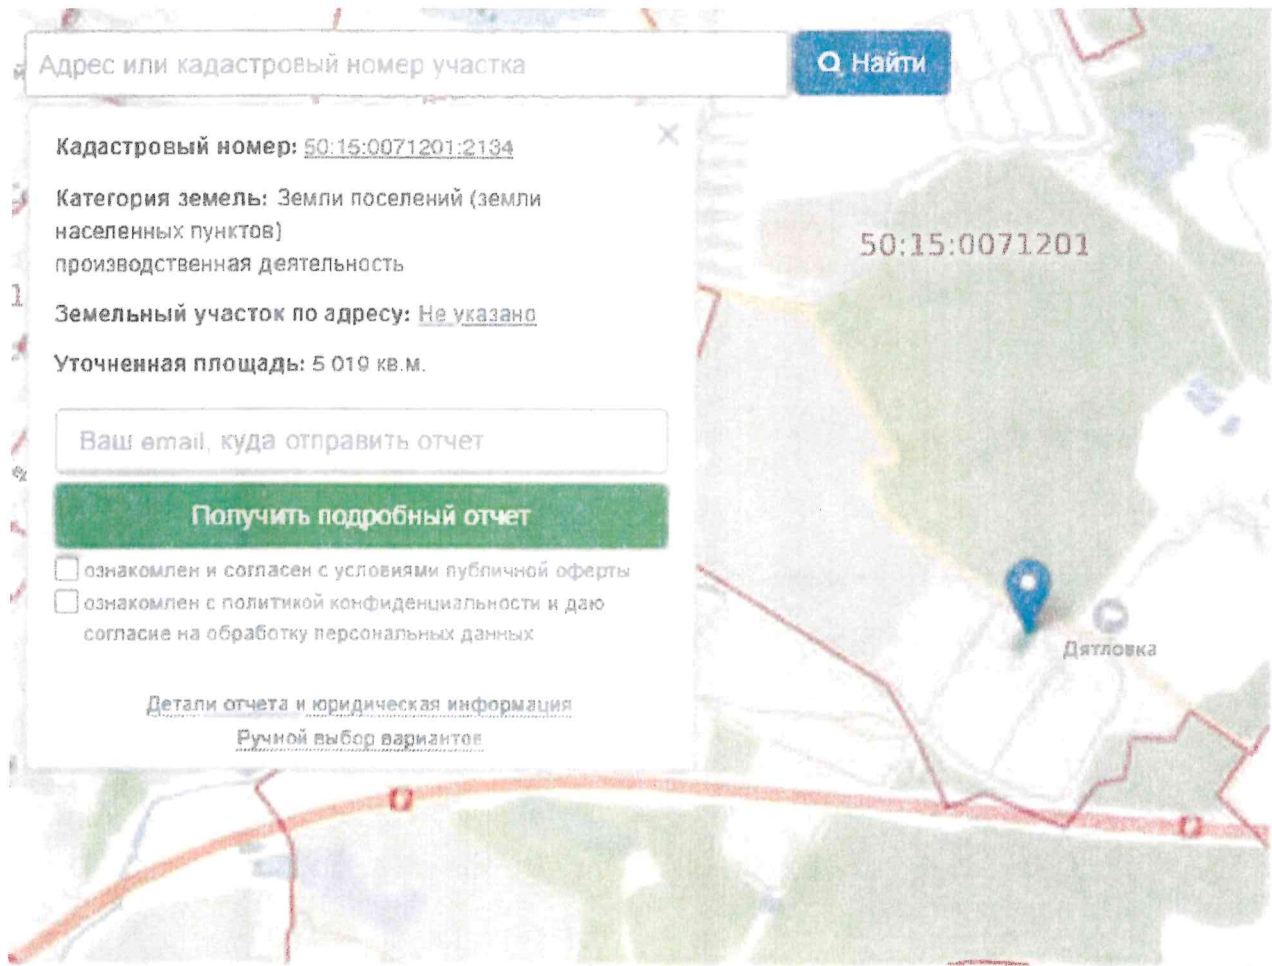 Адрес или кадастровый номер участка
Найти
Кадастровый номер: 50:15:0071201:2134
Категория земель: Земли поселений (земли
населенных пунктов)
производственная деятельность
Земельный участок по адресу: Не указано
Уточненная площадь: 5 019 кв.м.
Ваш email, куда отправить отчет
Получить подробный отчет
ознакомлен и согласен с условиями публичной оферты
ознакомлен с политикой конфиденциальности и даю
согласие на обработку персональных данных
Детали отчета и юридическая информация
Ручной выбор вариантов
50:15:0071201
Дятловка